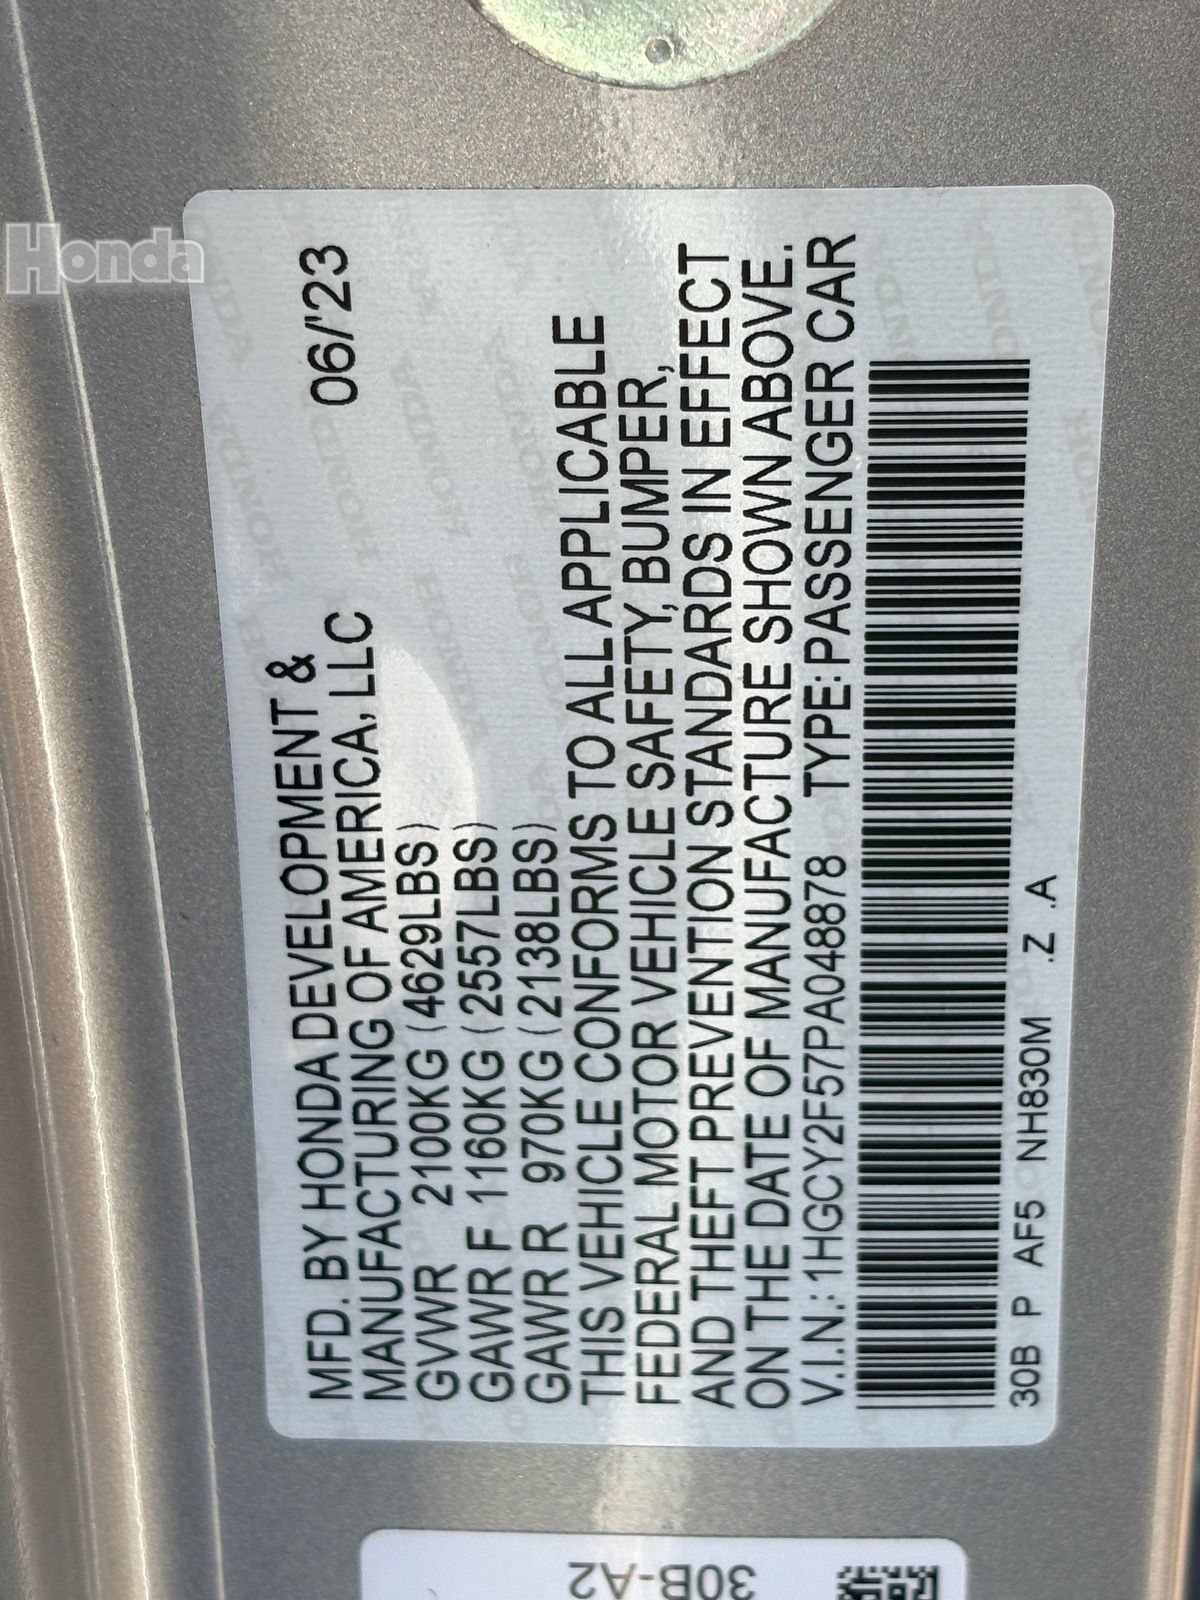 Honda
MFD. BY HONDA DEVELOPMENT &
MANUFACTURING OF AMERICA, LLC 06/'23
GVWR 2100KG (4629LBS)
GAWR F 1160KG (2557LBS)
GAWR R 970KG (2138LBS)
THIS VEHICLE CONFORMS TO ALL APPLICABLE
FEDERAL MOTOR VEHICLE SAFETY, BUMPER,
AND THEFT PREVENTION STANDARDS IN EFFECT
ON THE DATE OF MANUFACTURE SHOWN ABOVE.
V.I.N.: 1HGCY2F57PA048878 TYPE: PASSENGER CAR
30B P AF5 NH830M .Z .A
30B-A2